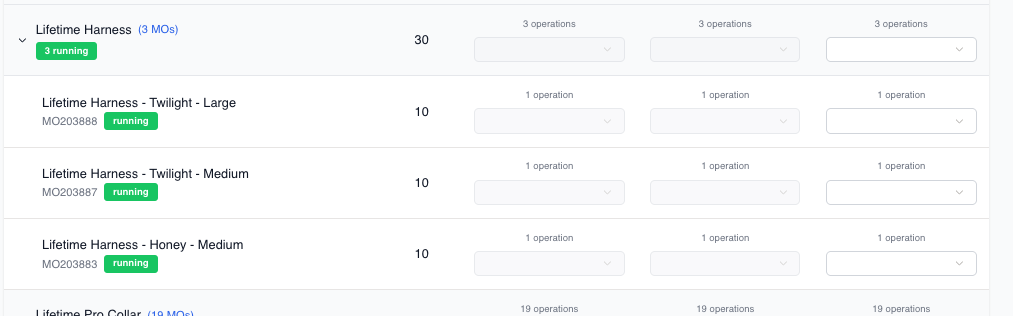 Lifetime Harness (3 MOs)
3 running
30
3 operations
3 operations
3 operations
Lifetime Harness - Twilight - Large
MO203888 running
10
1 operation
1 operation
1 operation
Lifetime Harness - Twilight - Medium
MO203887 running
10
1 operation
1 operation
1 operation
Lifetime Harness - Honey - Medium
MO203883 running
10
1 operation
1 operation
1 operation
Lifetime Pro Collar (19 MOs)
19 operations
19 operations
19 operations